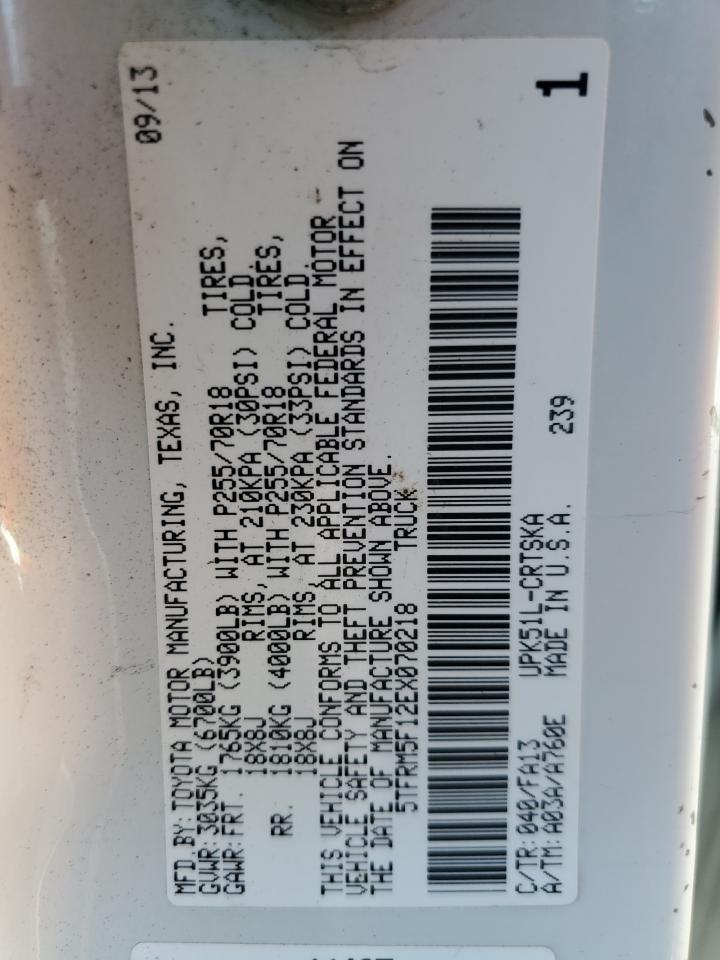 09/13
MFD.BY:TOYOTA MOTOR MANUFACTURING, TEXAS, INC.
GVWR:3035KG (6700LB)
GAWR:FRT. 1765KG (3900LB) WITH P255/70R18 TIRES,
18X8J RIMS, AT 210KPA (30PSI) COLD
RR. 1810KG (4000LB) WITH P255/70R18 TIRES,
18X8J RIMS, AT 230KPA (33PSI) COLD.
THIS VEHICLE CONFORMS TO ALL APPLICABLE FEDERAL MOTOR
VEHICLE SAFETY AND THEFT PREVENTION STANDARDS IN EFFECT ON
THE DATE OF MANUFACTURE SHOWN ABOVE.
5TFRM5F12EX070218 TRUCK
C/TR:040/FA13 UPK51L-CRTSKA
A/TM:A03A/A760E MADE IN U.S.A. 239
1